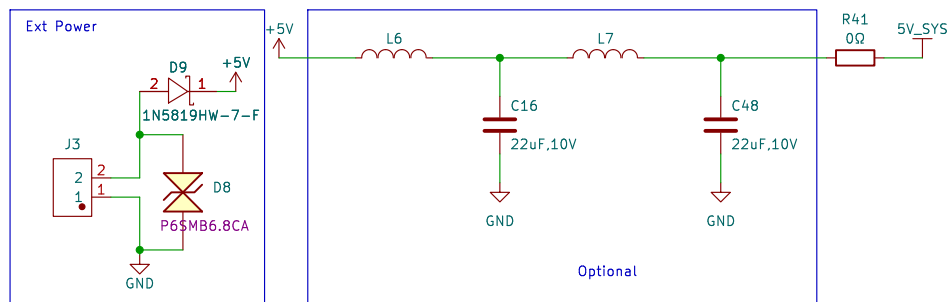 Ext Power
D9
+5V
2
1
1N5819HW-7-F
J3
2
2
1
1
D8
P6SMB6.8CA
GND
+5V
L6
L7
R41
0Ω
5V_SYS
C16
22uF,10V
C48
22uF,10V
GND
GND
Optional